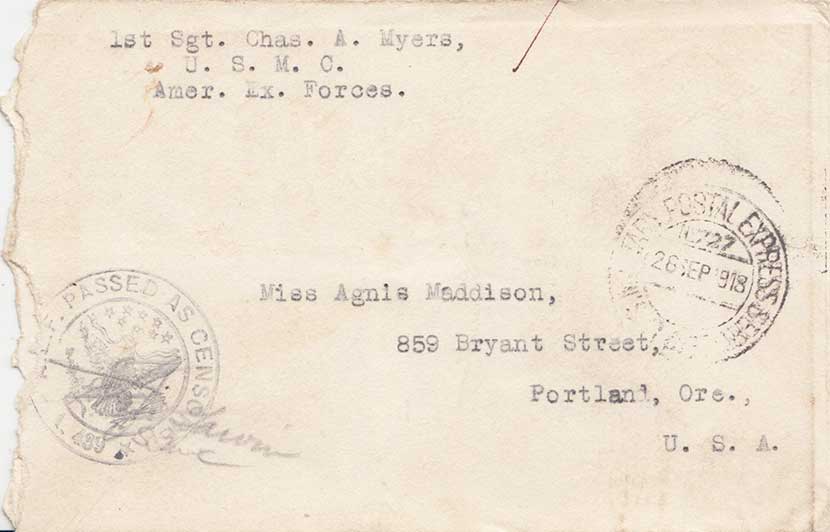 1st Sgt. Chas. A. Myers,
U. S. M. C.
Amer. Ex. Forces.
POSTAL EXPRESS
727
26 SEP 1918
Miss Agnis Maddison,
859 Bryant Street,
Portland, Ore.,
U. S. A.
A.E.F. PASSED AS CENSORED